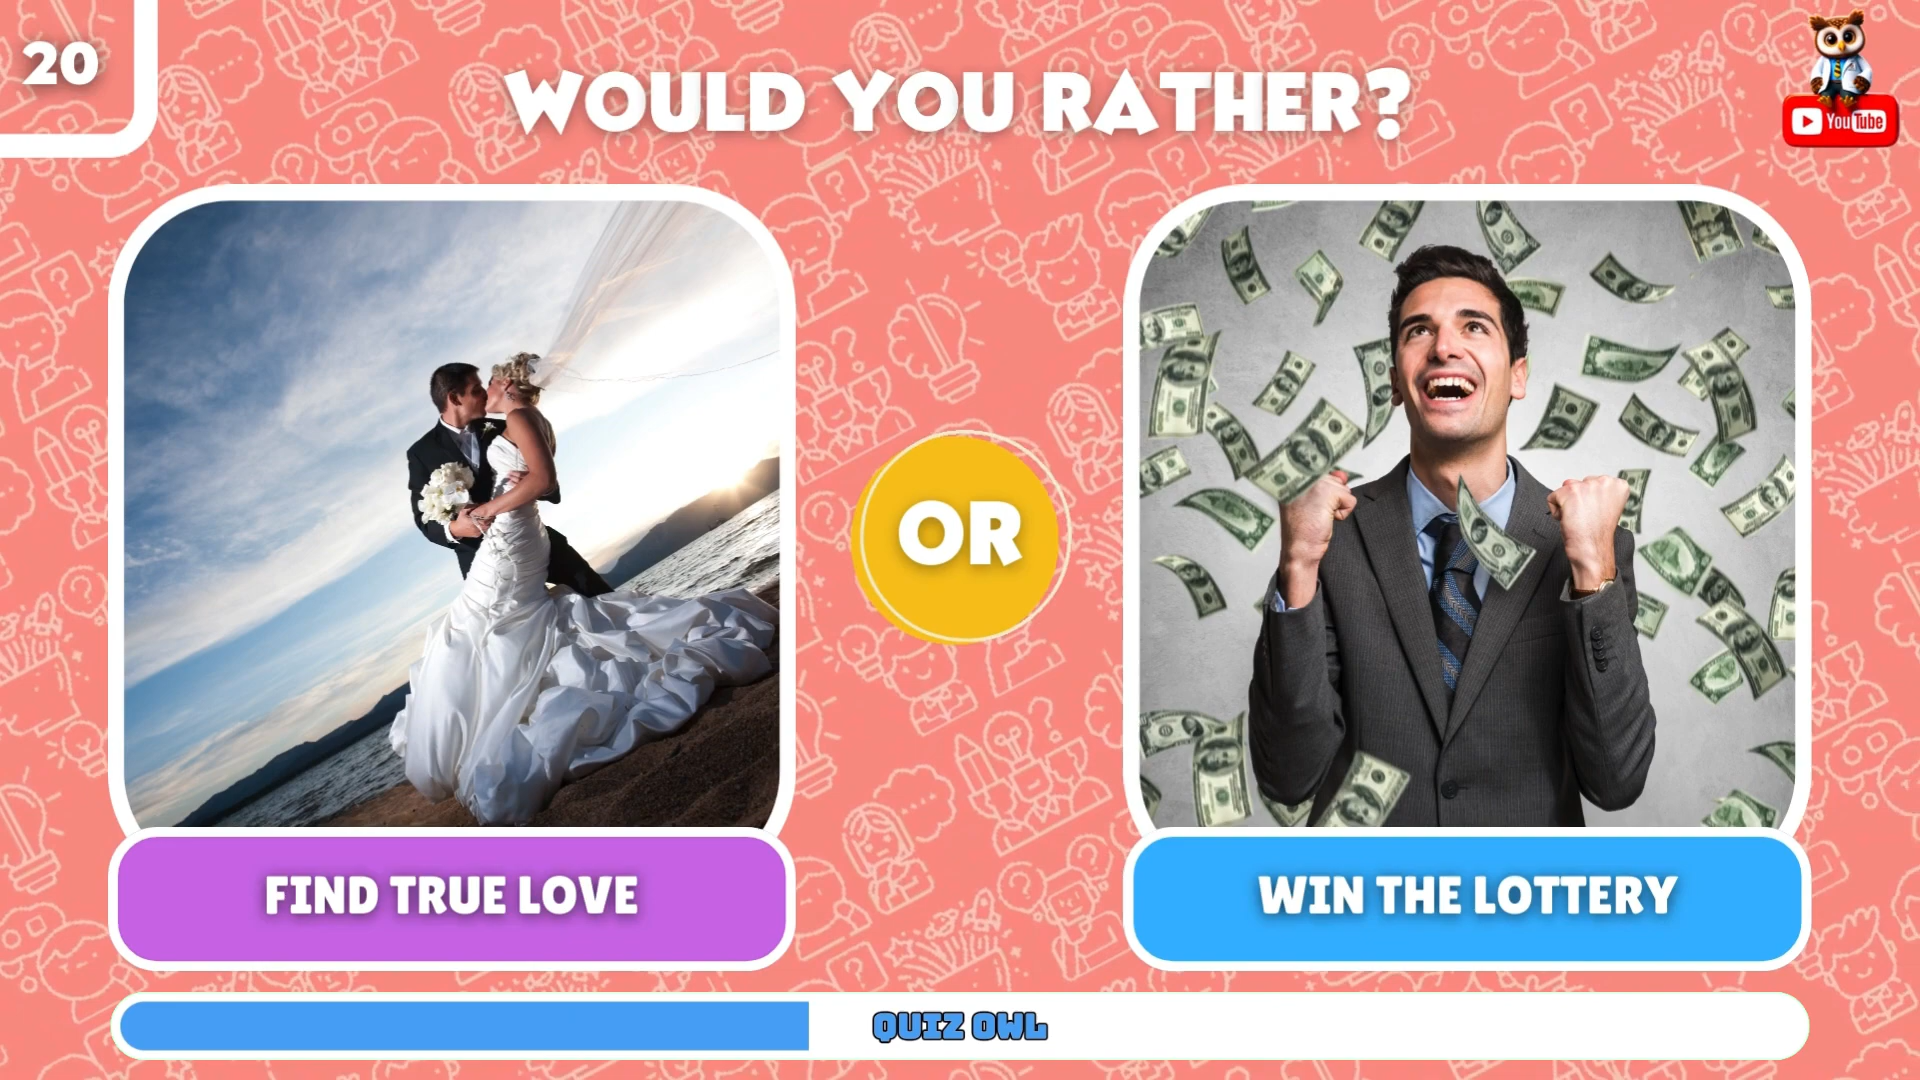 20
WOULD YOU RATHER?
YouTube
OR
FIND TRUE LOVE
WIN THE LOTTERY
QUIZ OWL